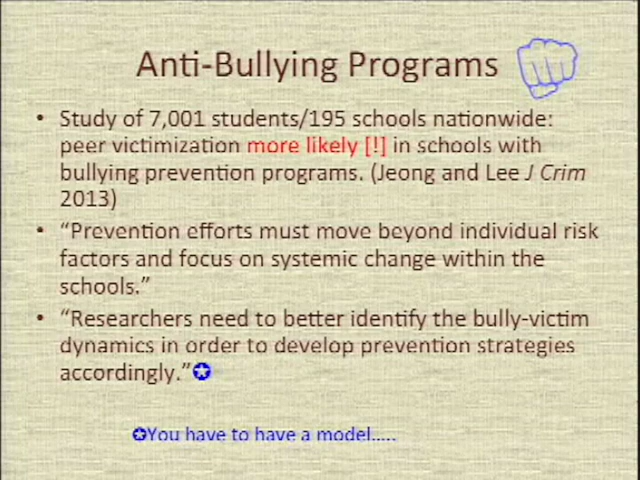 Anti-Bullying Programs
• Study of 7,001 students/195 schools nationwide:
peer victimization more likely [!] in schools with
bullying prevention programs. (Jeong and Lee J Crim
2013)
• “Prevention efforts must move beyond individual risk
factors and focus on systemic change within the
schools.”
• “Researchers need to better identify the bully-victim
dynamics in order to develop prevention strategies
accordingly.”✪
✪You have to have a model.....